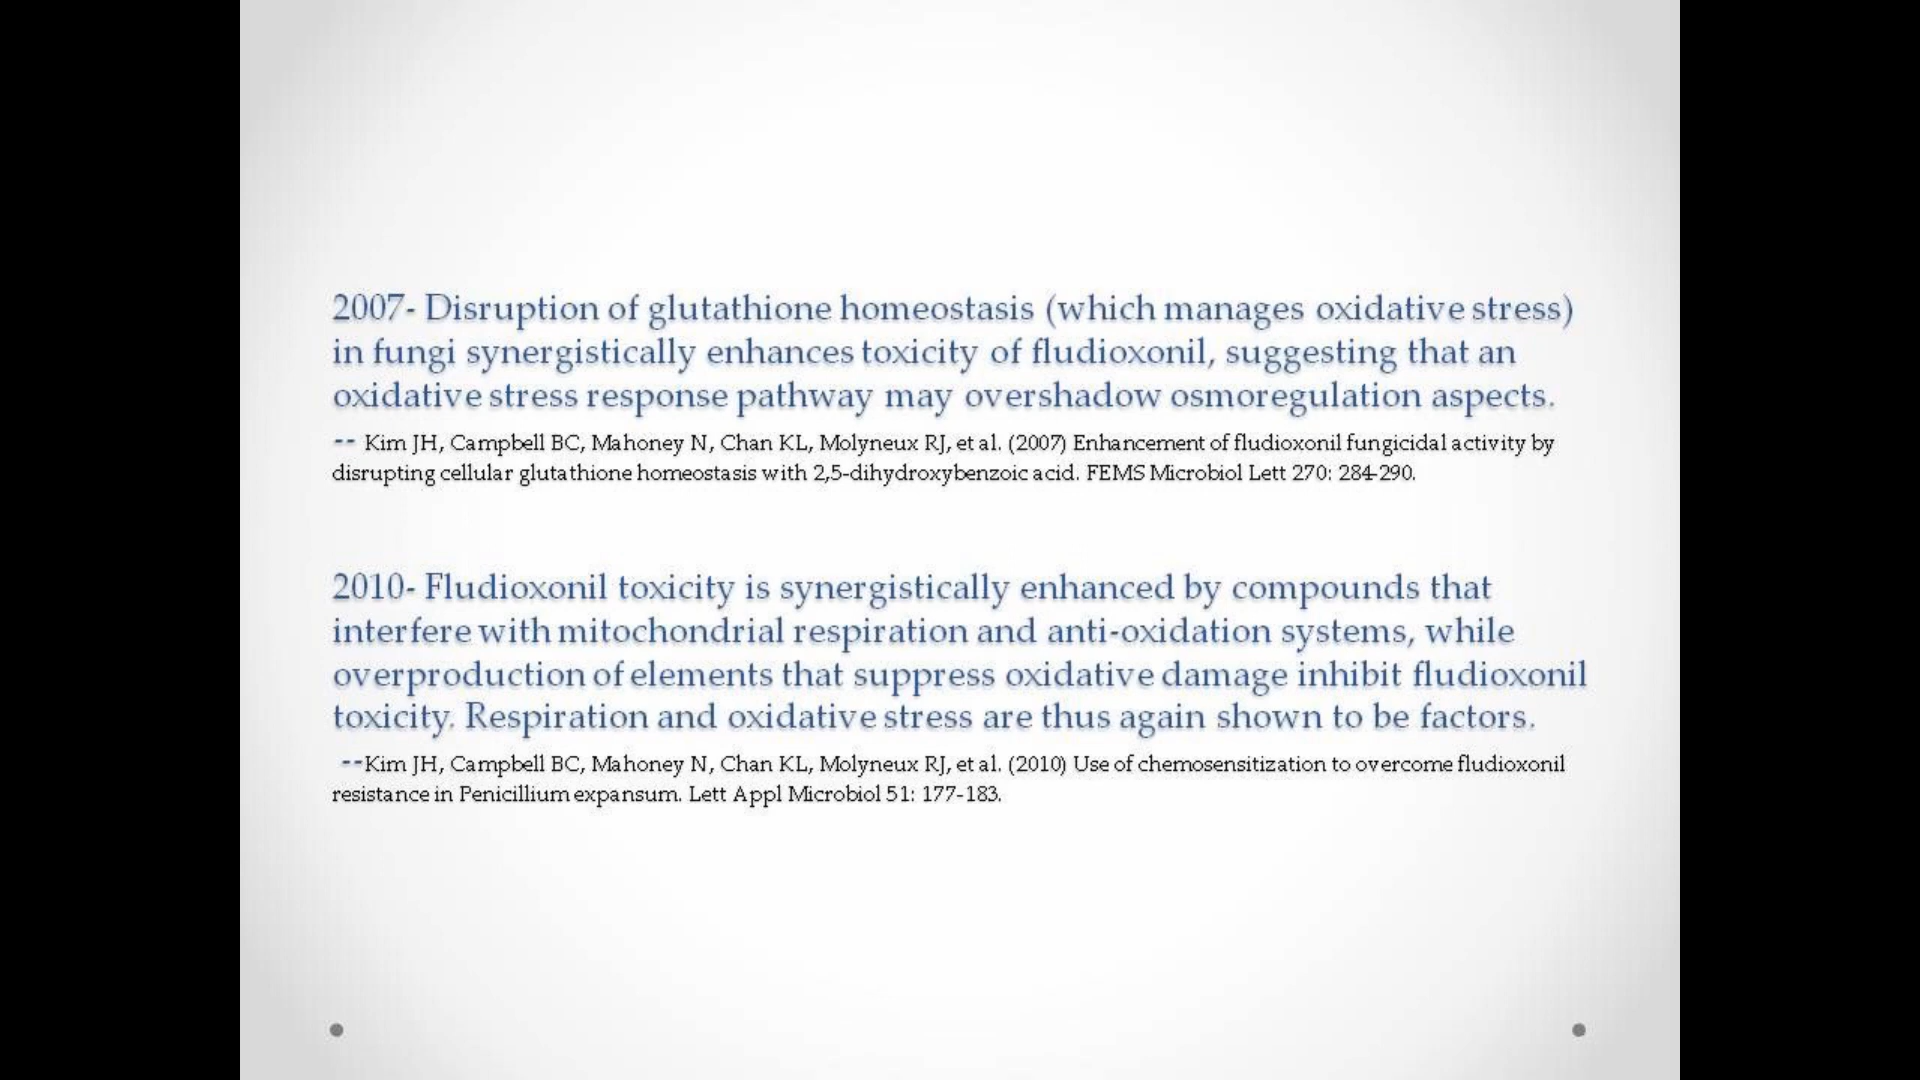 2007- Disruption of glutathione homeostasis (which manages oxidative stress)
in fungi synergistically enhances toxicity of fludioxonil, suggesting that an
oxidative stress response pathway may overshadow osmoregulation aspects.
-- Kim JH, Campbell BC, Mahoney N, Chan KL, Molyneux RJ, et al. (2007) Enhancement of fludioxonil fungicidal activity by
disrupting cellular glutathione homeostasis with 2,5-dihydroxybenzoic acid. FEMS Microbiol Lett 270: 284-290.
2010- Fludioxonil toxicity is synergistically enhanced by compounds that
interfere with mitochondrial respiration and anti-oxidation systems, while
overproduction of elements that suppress oxidative damage inhibit fludioxonil
toxicity. Respiration and oxidative stress are thus again shown to be factors.
--Kim JH, Campbell BC, Mahoney N, Chan KL, Molyneux RJ, et al. (2010) Use of chemosensitization to overcome fludioxonil
resistance in Penicillium expansum. Lett Appl Microbiol 51: 177-183.